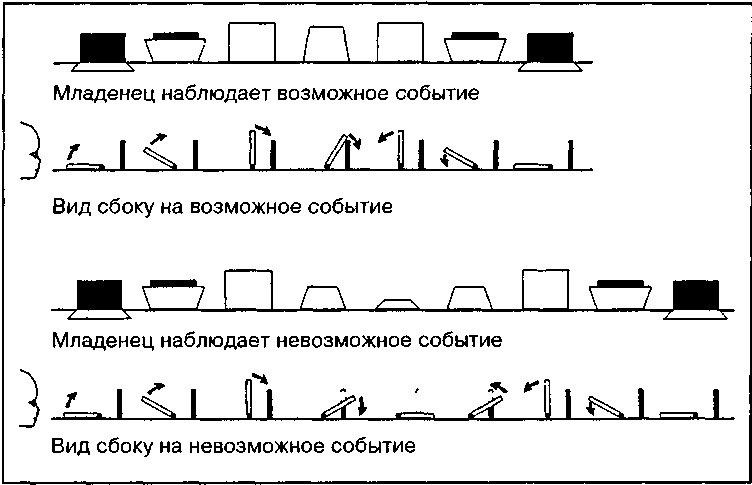 Младенец наблюдает возможное событие
Вид сбоку на возможное событие
Младенец наблюдает невозможное событие
Вид сбоку на невозможное событие